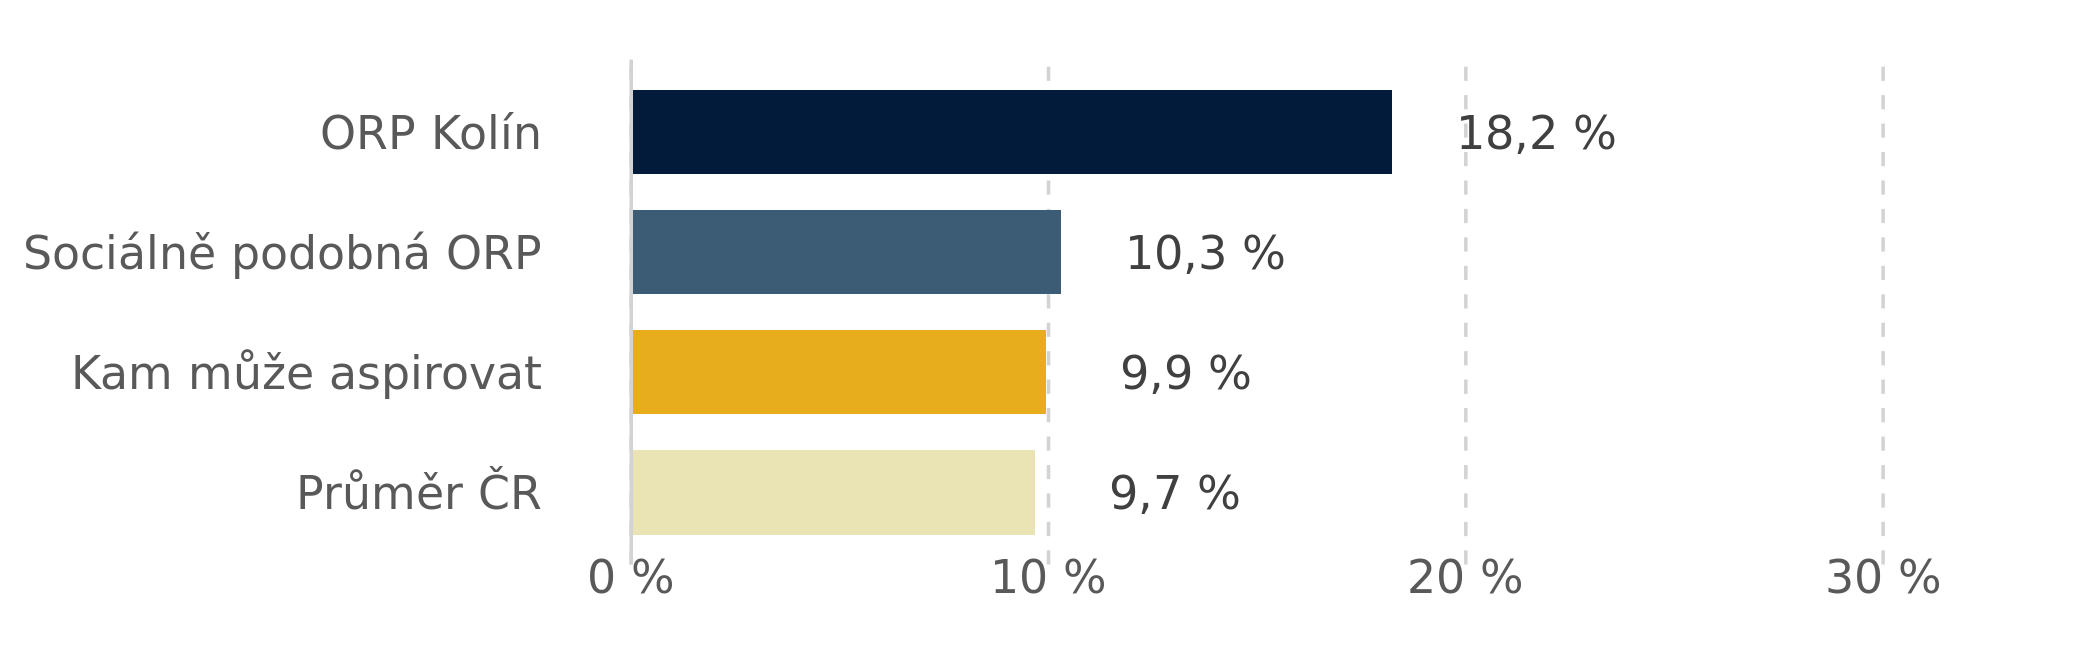 ORP Kolín 18,2 %
Sociálně podobná ORP 10,3 %
Kam může aspirovat 9,9 %
Průměr ČR 9,7 %
0 % 10 % 20 % 30 %